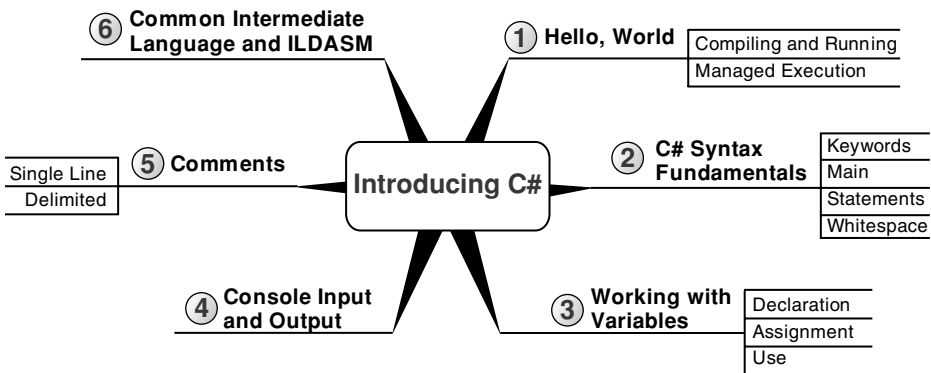 Introducing C#
1 Hello, World
Compiling and Running
Managed Execution
2 C# Syntax
Fundamentals
Keywords
Main
Statements
Whitespace
3 Working with
Variables
Declaration
Assignment
Use
4 Console Input
and Output
5 Comments
Single Line
Delimited
6 Common Intermediate
Language and ILDASM